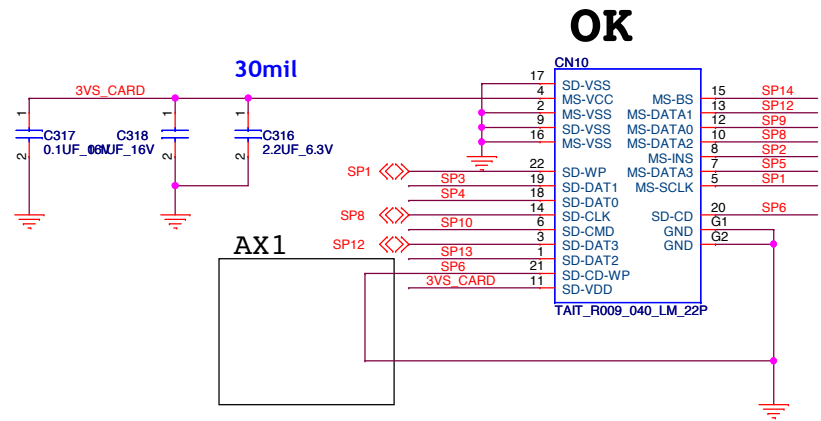 OK
CN10
30mil
3VS_CARD
1
C317
0.1UF_16V
2
1
C318
0.1UF_16V
2
1
C316
2.2UF_6.3V
2
17 SD-VSS
4 MS-VCC
2 MS-VSS
9 SD-VSS
16 MS-VSS
SP1 22 SD-WP
SP3 19 SD-DAT1
SP4 18 SD-DAT0
SP8 14 SD-CLK
SP10 6 SD-CMD
SP12 3 SD-DAT3
SP13 1 SD-DAT2
SP6 21 SD-CD-WP
3VS_CARD 11 SD-VDD
MS-BS 15 SP14
MS-DATA1 13 SP12
MS-DATA0 12 SP9
MS-DATA2 10 SP8
MS-INS 8 SP2
MS-DATA3 7 SP5
MS-SCLK 5 SP1
SD-CD 20 SP6
GND G1
GND G2
TAIT_R009_040_LM_22P
AX1